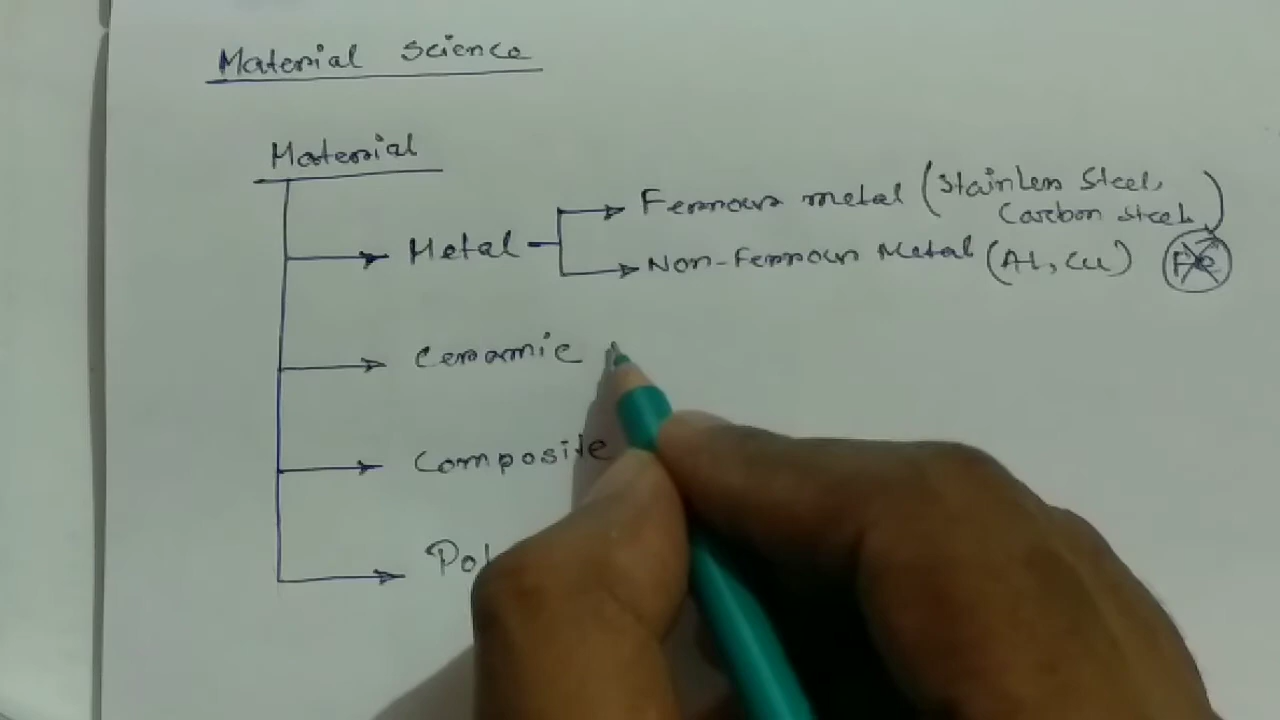 Material Science
Material
Metal
Ferrous metal (Stainless Steel,
Carbon steel)
Non-Ferrous Metal (Al, Cu) Fe
Ceramic
Composite
Pol